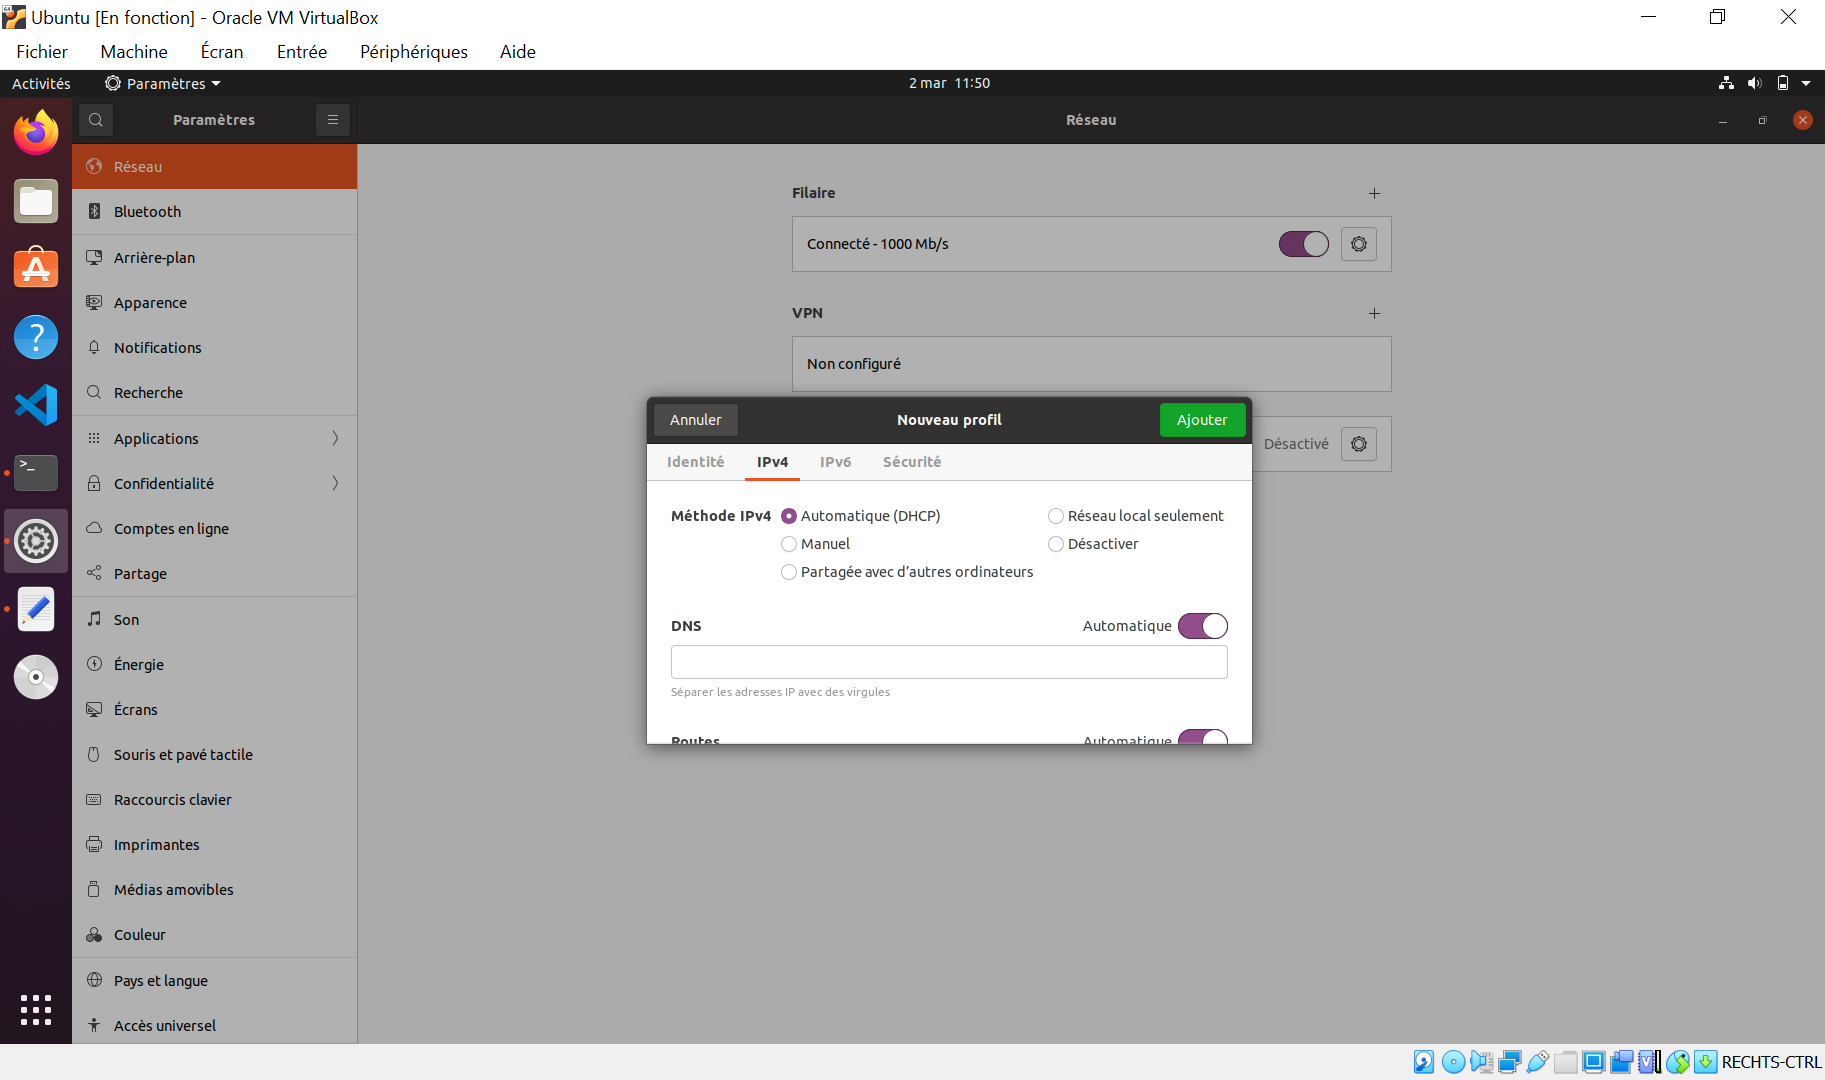 Ubuntu [En fonction] - Oracle VM VirtualBox
Fichier Machine Écran Entrée Périphériques Aide
Activités Paramètres 2 mar 11:50
Paramètres Réseau
Réseau
Bluetooth
Arrière-plan
Apparence
Notifications
Recherche
Applications
Confidentialité
Comptes en ligne
Partage
Son
Énergie
Écrans
Souris et pavé tactile
Raccourcis clavier
Imprimantes
Médias amovibles
Couleur
Pays et langue
Accès universel
Filaire
Connecté - 1000 Mb/s
VPN
Non configuré
Désactivé
Annuler Nouveau profil Ajouter
Identité IPv4 IPv6 Sécurité
Méthode IPv4 Automatique (DHCP) Réseau local seulement
Manuel Désactiver
Partagée avec d’autres ordinateurs
DNS Automatique
Séparer les adresses IP avec des virgules
Routes Automatique
RECHTS-CTRL